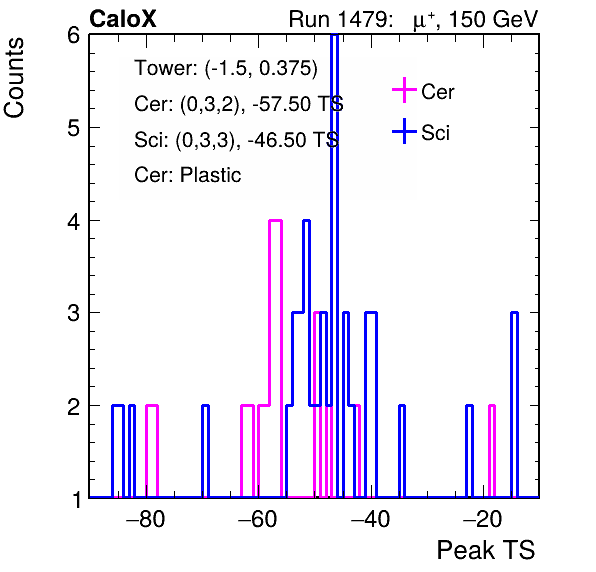 CaloX Run 1479: μ⁺, 150 GeV
Counts
Tower: (-1.5, 0.375)
Cer: (0,3,2), -57.50 TS
Sci: (0,3,3), -46.50 TS
Cer: Plastic
Cer
Sci
6
5
4
3
2
1
−80 −60 −40 −20
Peak TS